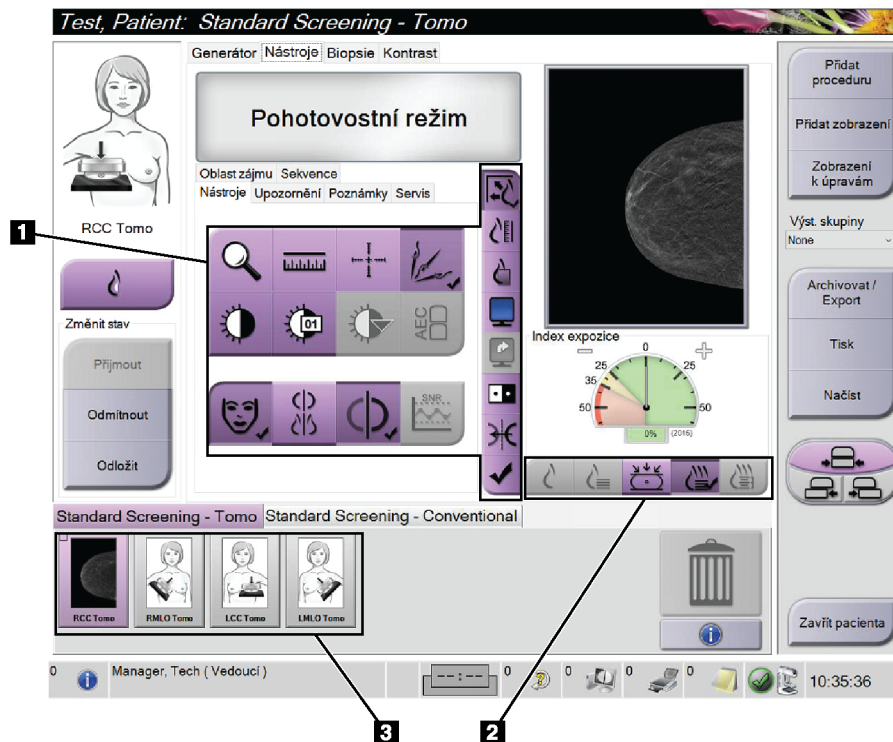 Test, Patient: Standard Screening - Tomo
Generátor Nástroje Biopsie Kontrast
Pohotovostní režim
Oblast zájmu Sekvence
Nástroje Upozornění Poznámky Servis
RCC Tomo
Změnit stav
Přijmout
Odmítnout
Odložit
1
01
AEC
SNR
Index expozice
0
25 25
35
50 50
0% (2016)
Přidat
proceduru
Přidat zobrazení
Zobrazení
k úpravám
Výst. skupiny
None
Archivovat /
Export
Tisk
Načíst
Zavřít pacienta
Standard Screening - Tomo Standard Screening - Conventional
RCC Tomo RMLO Tomo LCC Tomo LMLO Tomo
0 Manager, Tech ( Vedoucí ) --:-- 0 0 0 0 10:35:36
3 2